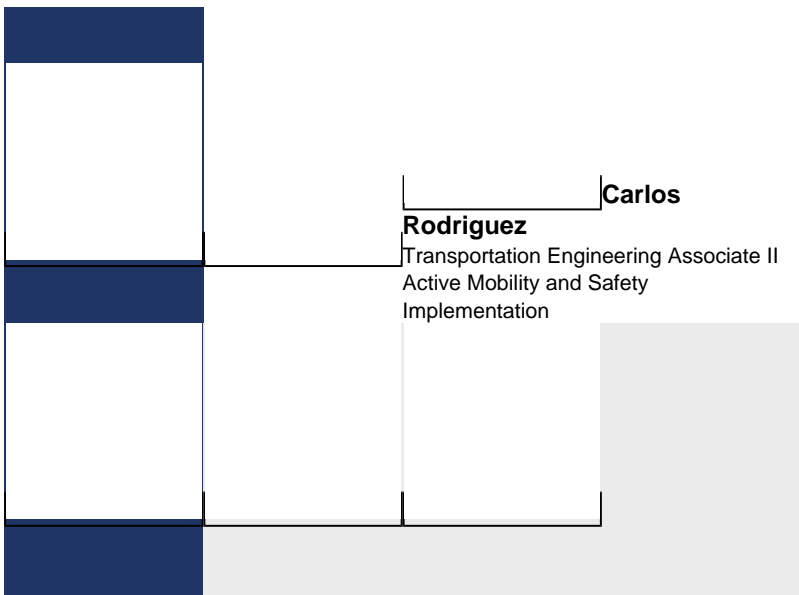 Carlos
Rodriguez
Transportation Engineering Associate II
Active Mobility and Safety
Implementation